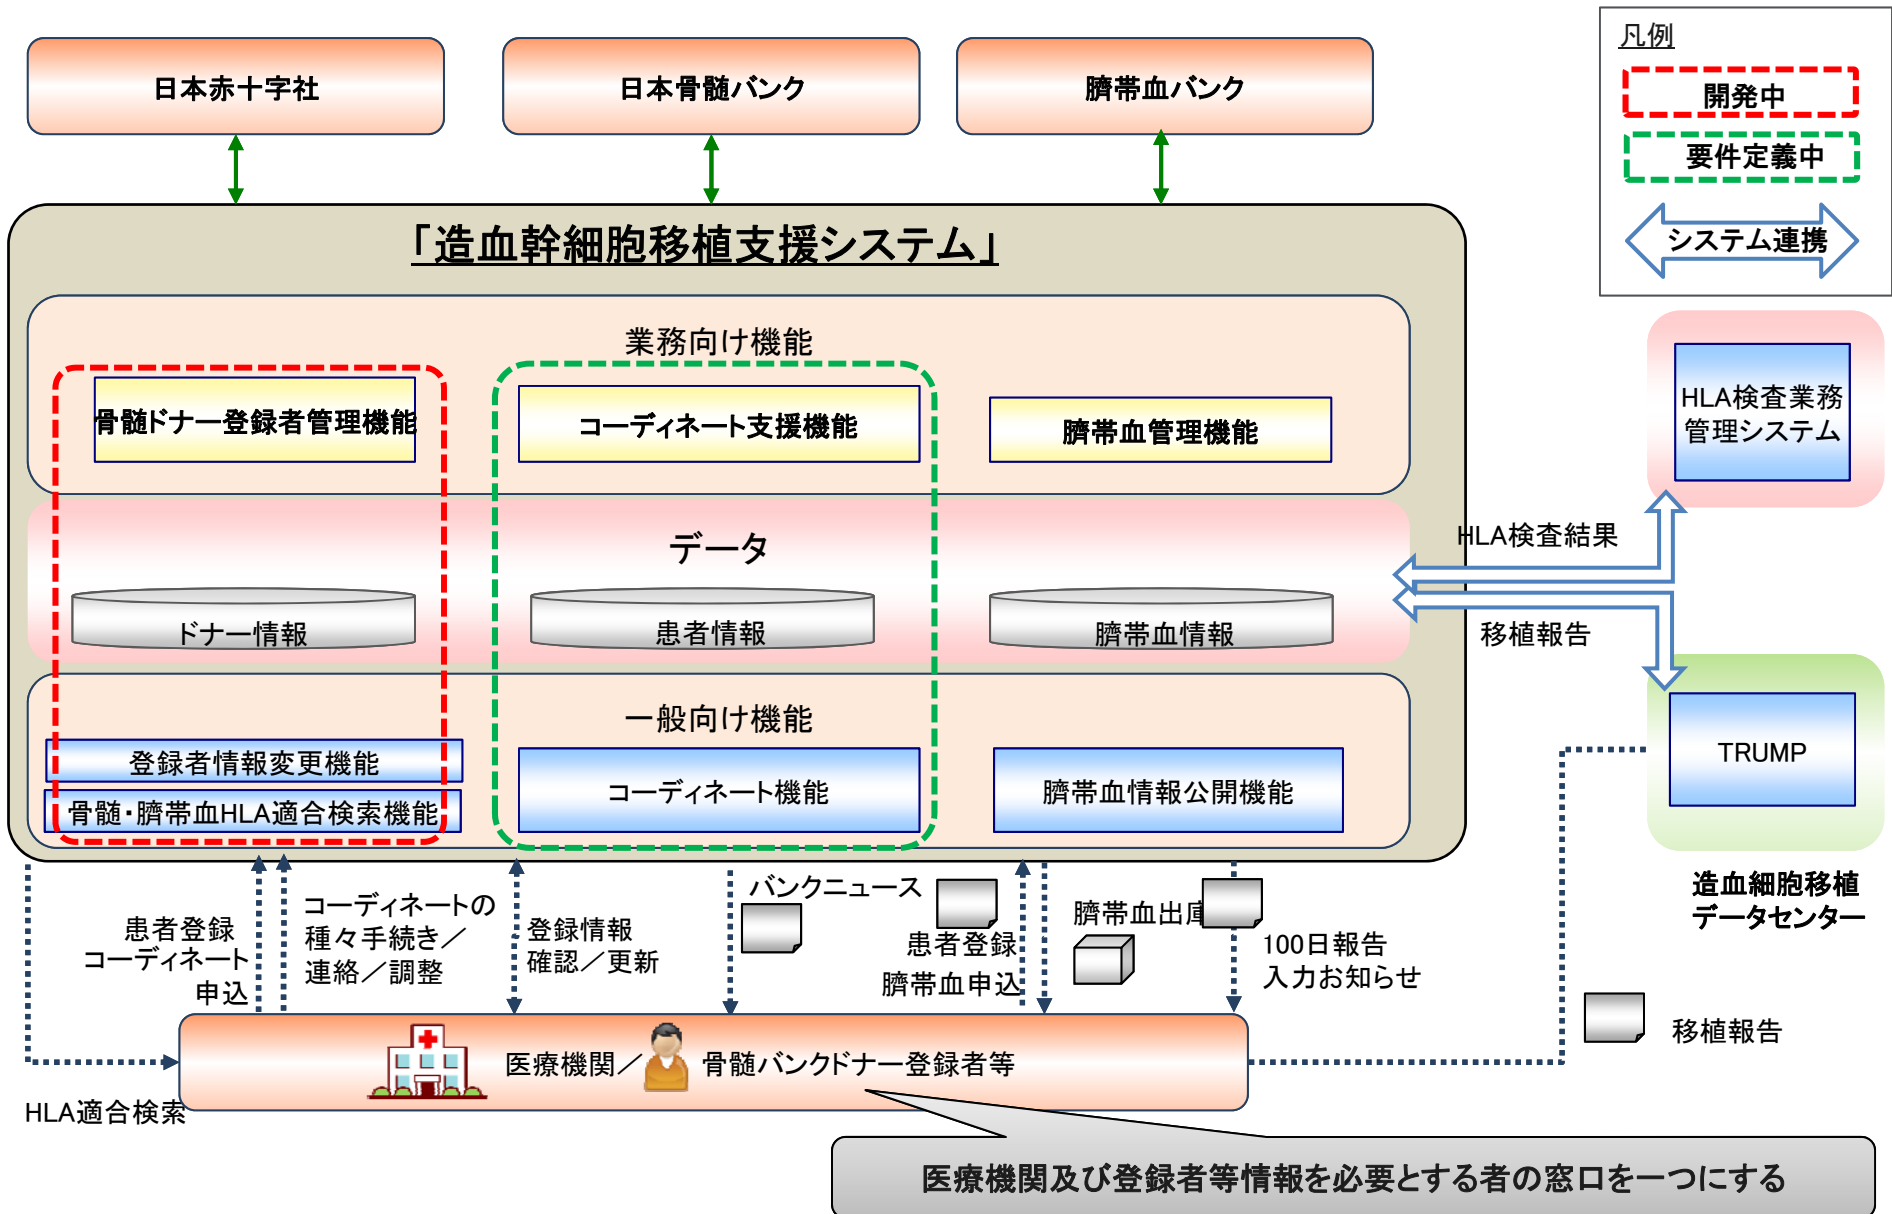 日本赤十字社
日本骨髄バンク
臍帯血バンク
凡例
開発中
要件定義中
システム連携
「造血幹細胞移植支援システム」
業務向け機能
骨髄ドナー登録者管理機能
コーディネート支援機能
臍帯血管理機能
HLA検査業務
管理システム
データ
ドナー情報
患者情報
臍帯血情報
HLA検査結果
移植報告
一般向け機能
登録者情報変更機能
骨髄・臍帯血HLA適合検索機能
コーディネート機能
臍帯血情報公開機能
TRUMP
造血細胞移植
データセンター
患者登録
コーディネート
申込
コーディネートの
種々手続き/
連絡/調整
登録情報
確認/更新
バンクニュース
患者登録
臍帯血申込
臍帯血出庫
100日報告
入力お知らせ
移植報告
医療機関/
骨髄バンクドナー登録者等
HLA適合検索
医療機関及び登録者等情報を必要とする者の窓口を一つにする